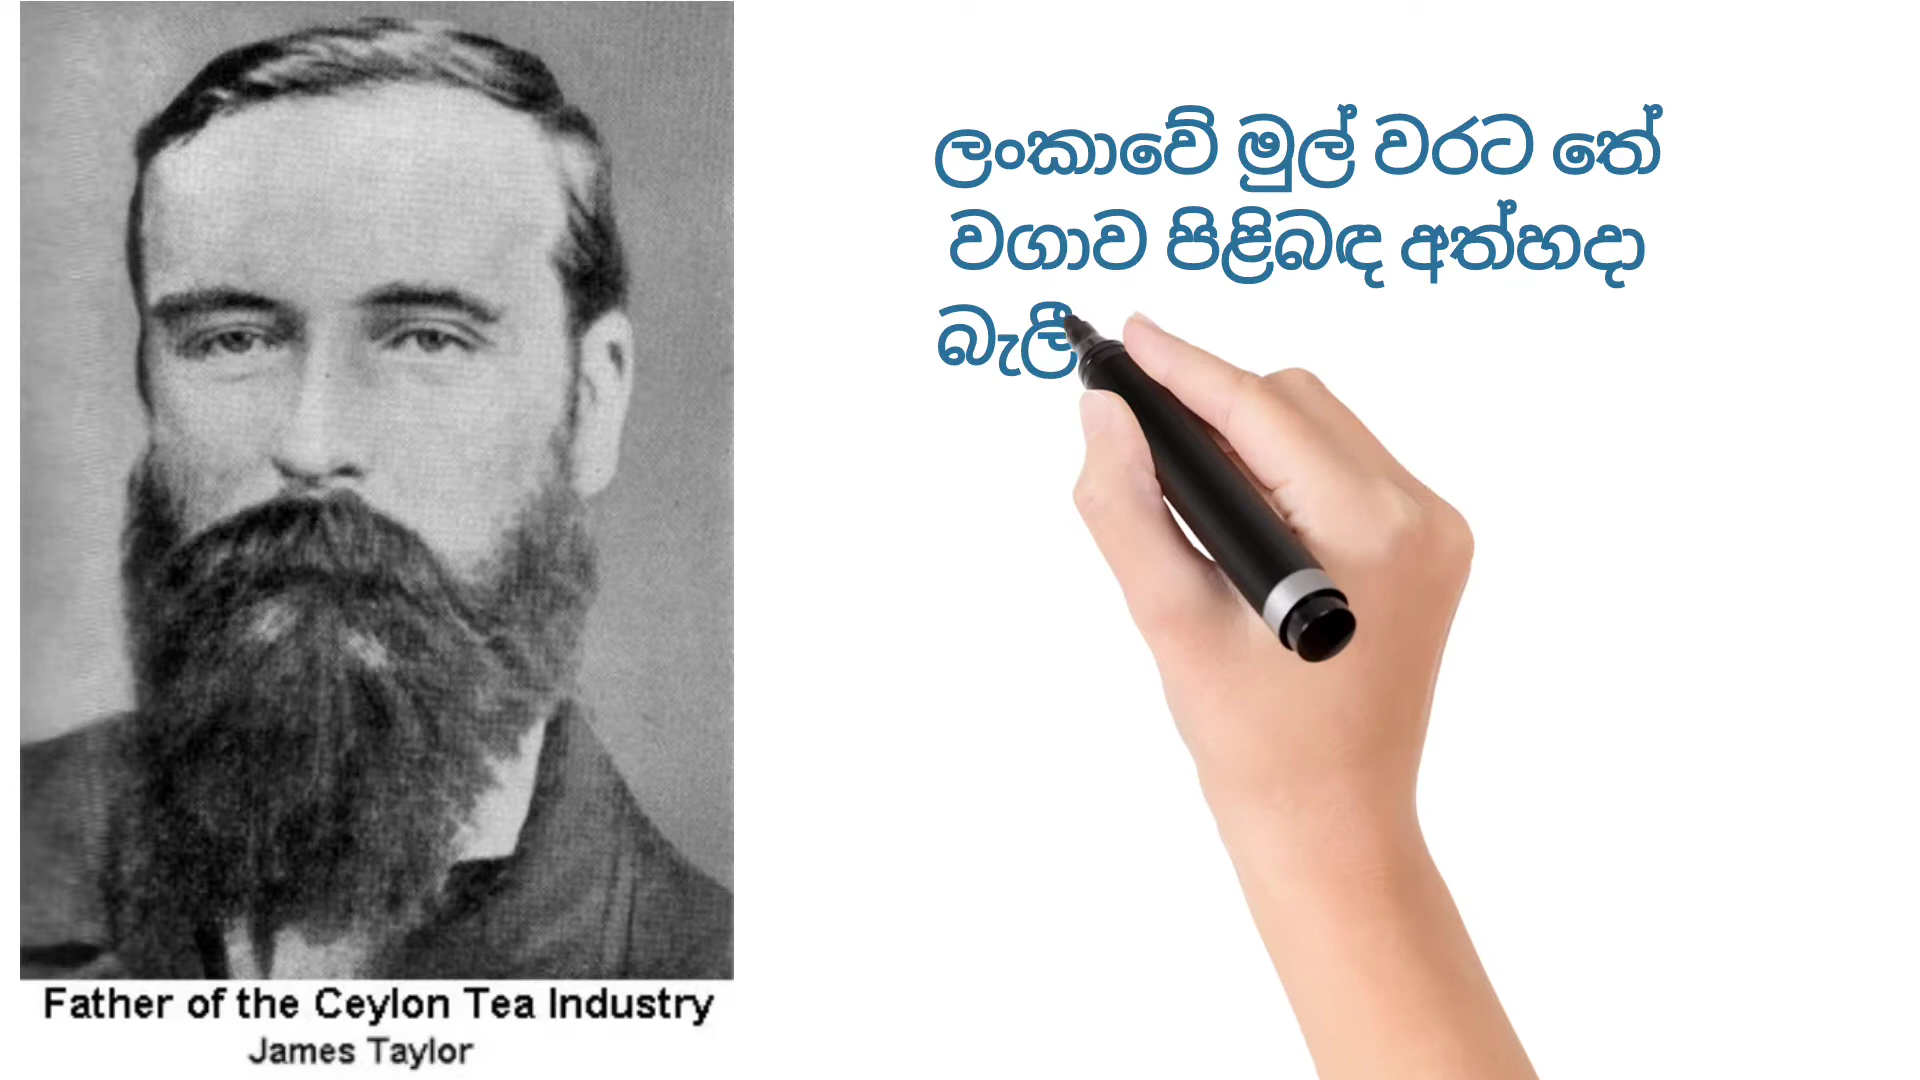 ලංකාවේ මුල් වරට තේ
වගාව පිළිබඳ අත්හදා
බැලී
Father of the Ceylon Tea Industry
James Taylor